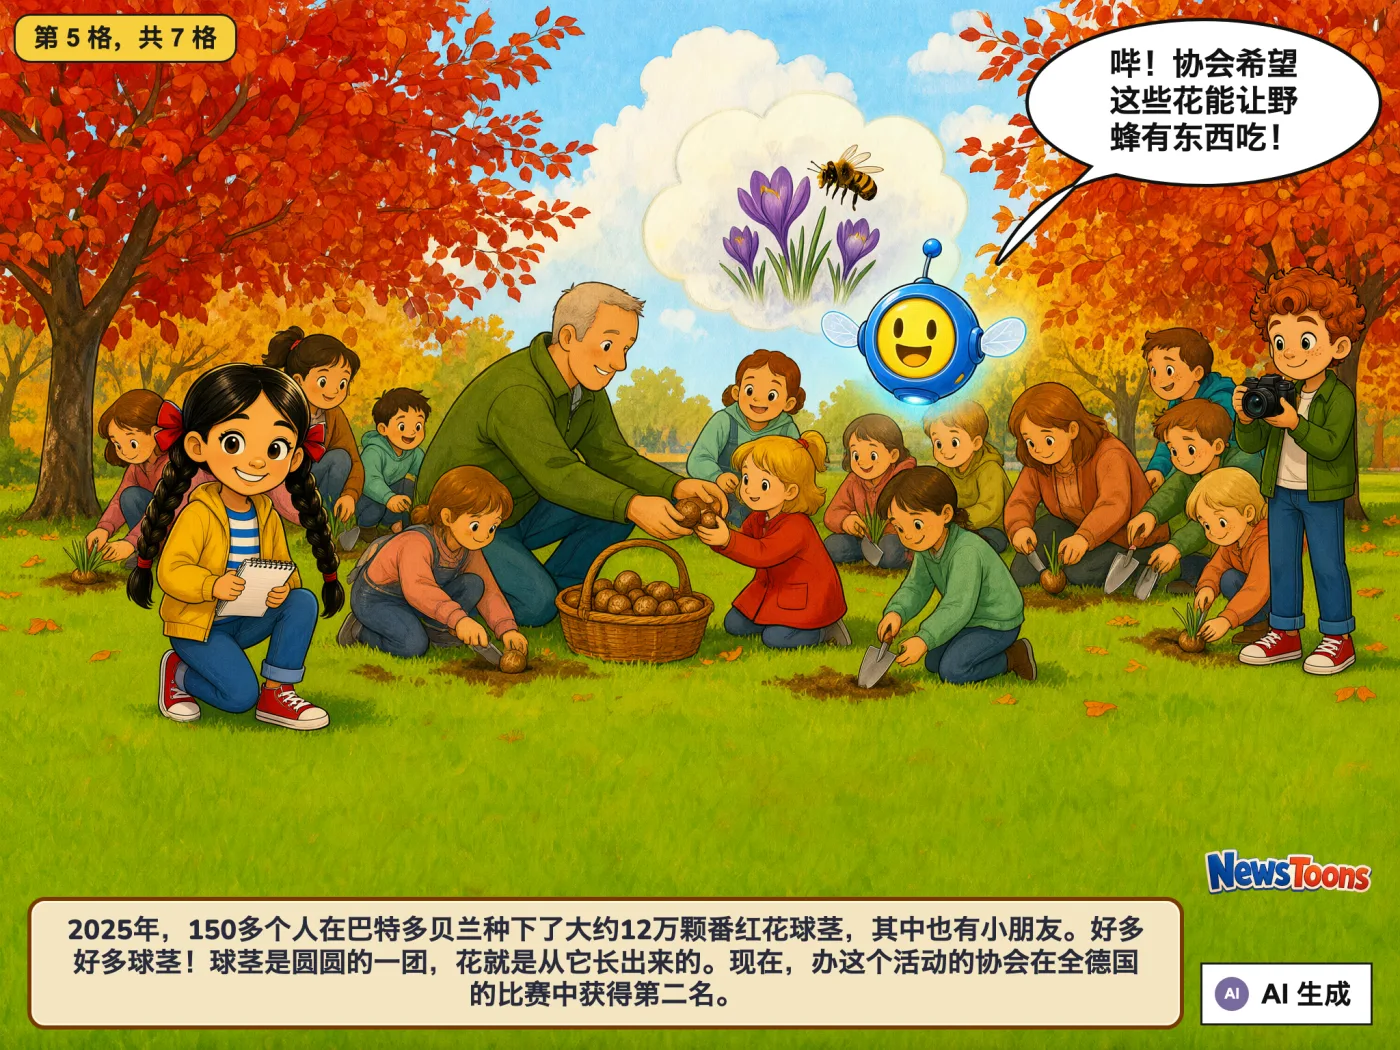 第 5 格，共 7 格
哔！协会希望
这些花能让野
蜂有东西吃！
NewsToons
2025年，150多个人在巴特多贝兰种下了大约12万颗番红花球茎，其中也有小朋友。好多
好多球茎！球茎是圆圆的一团，花就是从它长出来的。现在，办这个活动的协会在全德国
的比赛中获得第二名。
AI AI 生成